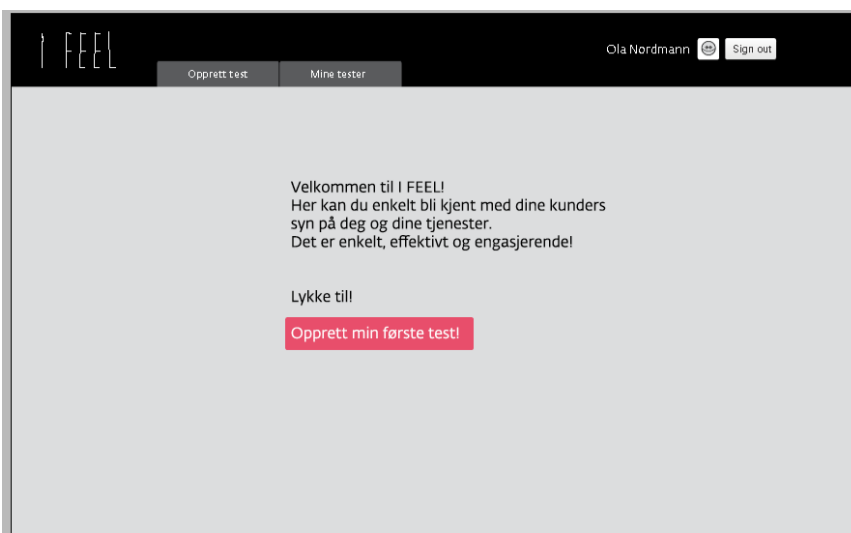 I FEEL
Ola Nordmann
Sign out
Opprett test
Mine tester
Velkommen til I FEEL!
Her kan du enkelt bli kjent med dine kunders
syn på deg og dine tjenester.
Det er enkelt, effektivt og engasjerende!
Lykke til!
Opprett min første test!